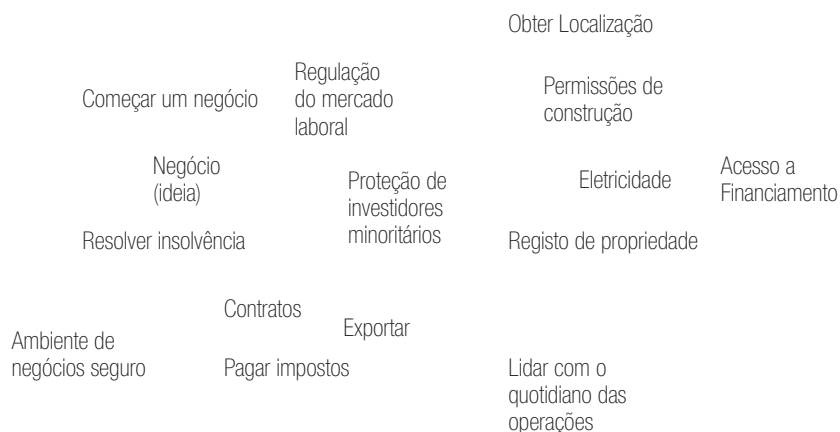 Obter Localização
Começar um negócio
Regulação
do mercado
laboral
Permissões de
construção
Negócio
(ideia)
Proteção de
investidores
minoritários
Eletricidade
Acesso a
Financiamento
Resolver insolvência
Registo de propriedade
Contratos
Exportar
Ambiente de
negócios seguro
Pagar impostos
Lidar com o
quotidiano das
operações